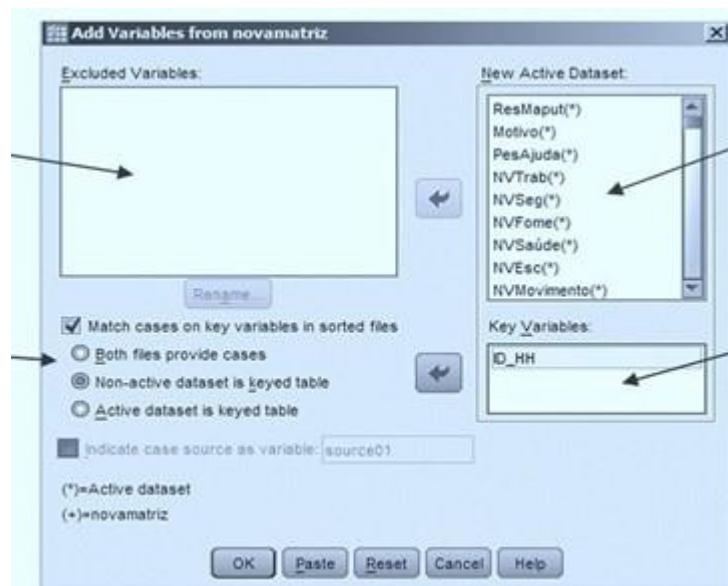 Add Variables from novamatriz
Excluded Variables:
New Active Dataset:
ResMaput(*)
Motivo(*)
PesAjuda(*)
NVTrab(*)
NVSeg(*)
NVFome(*)
NVSaúde(*)
NVEsc(*)
NVMovimento(*)
Rename...
Match cases on key variables in sorted files
Both files provide cases
Non-active dataset is keyed table
Active dataset is keyed table
Key Variables:
ID_HH
Indicate case source as variable: source01
(*)=Active dataset
(+)=novamatriz
OK Paste Reset Cancel Help